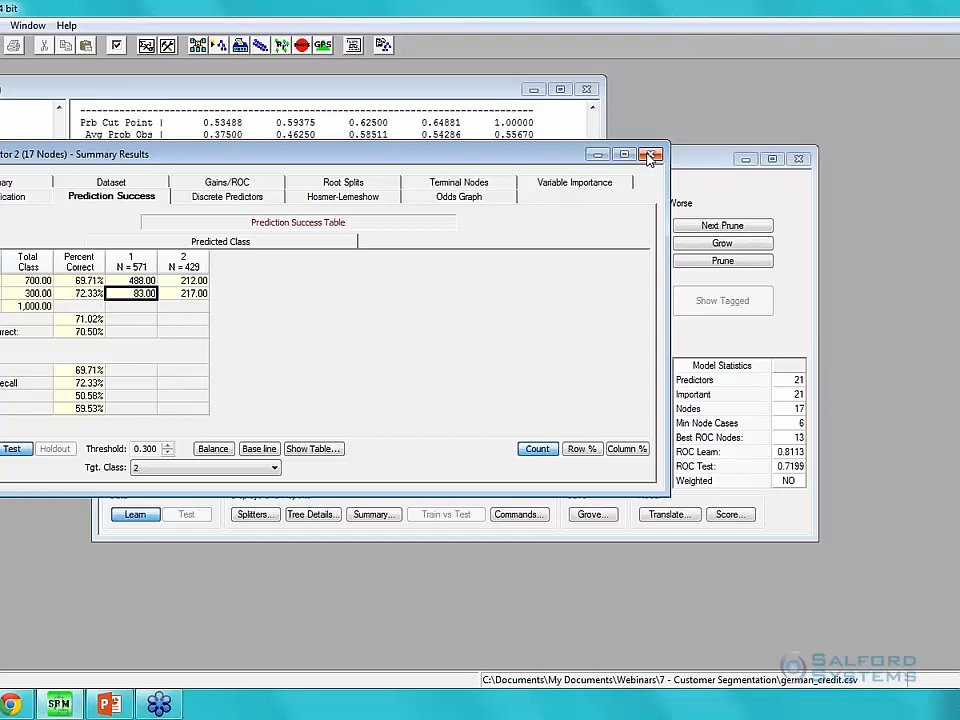 4 bit
Window Help
GPS
Prb Cut Point | 0.53488 0.59375 0.62500 0.64881 1.00000
Avg Prob Obs | 0.37500 0.46250 0.58511 0.54286 0.55670
tor 2 (17 Nodes) - Summary Results
ary Dataset Gains/ROC Root Splits Terminal Nodes Variable Importance
ication Prediction Success Discrete Predictors Hosmer-Lemeshow Odds Graph
Prediction Success Table
Predicted Class
Total Class Percent Correct 1 N = 571 2 N = 429
700.00 69.71% 488.00 212.00
300.00 72.33% 83.00 217.00
1,000.00
71.02%
rrect: 70.50%
69.71%
ecall 72.33%
50.58%
59.53%
Test Holdout Threshold: 0.300 Balance Base line Show Table... Count Row % Column %
Tgt. Class: 2
Worse
Next Prune
Grow
Prune
Show Tagged
Model Statistics
Predictors 21
Important 21
Nodes 17
Min Node Cases 6
Best ROC Nodes: 13
ROC Learn: 0.8113
ROC Test: 0.7199
Weighted NO
Learn Test Splitters... Tree Details... Summary... Train vs Test Commands... Grove... Translate... Score...
SALFORD SYSTEMS
C:\Documents\My Documents\Webinars\7 - Customer Segmentation\german_credit.csv
SPM